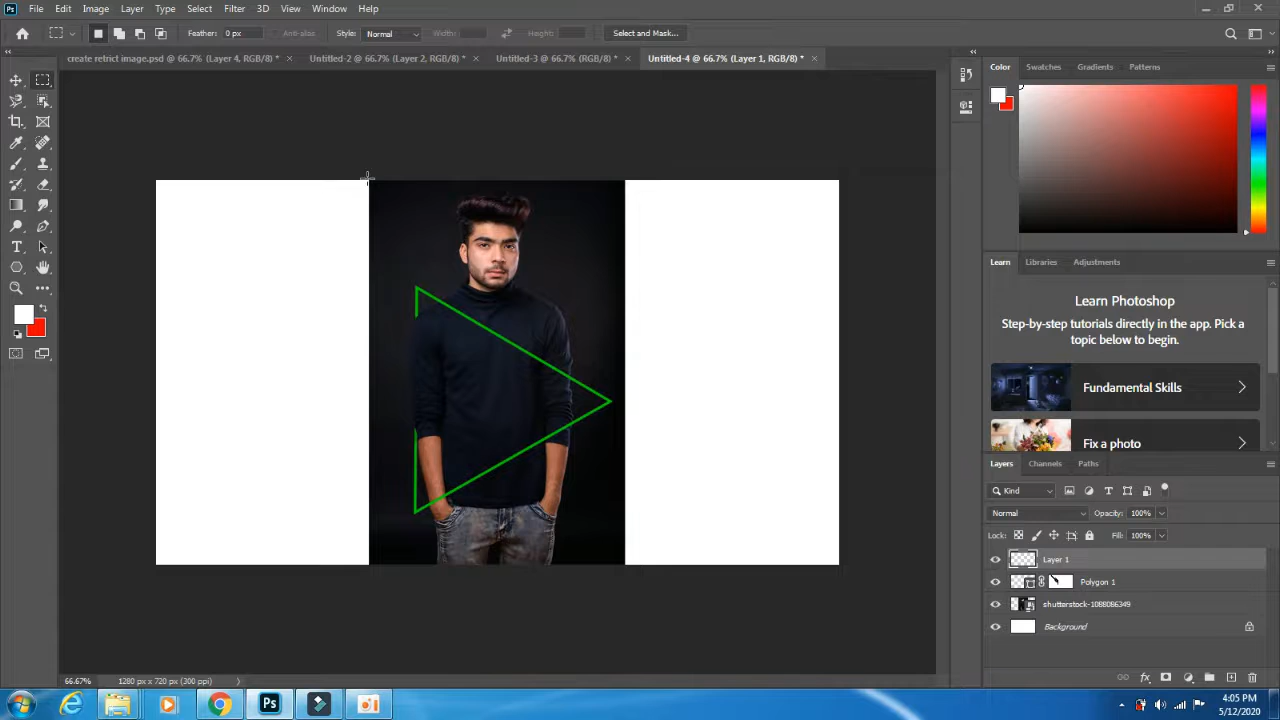 Ps File Edit Image Layer Type Select Filter 3D View Window Help
Feather: 0 px Anti-alias Style: Normal Width: Height: Select and Mask...
create retrict image.psd @ 66.7% (Layer 4, RGB/8) * Untitled-2 @ 66.7% (Layer 2, RGB/8) * Untitled-3 @ 66.7% (RGB/8) * Untitled-4 @ 66.7% (Layer 1, RGB/8) *
Color Swatches Gradients Patterns
Learn Libraries Adjustments
Learn Photoshop
Step-by-step tutorials directly in the app. Pick a
topic below to begin.
Fundamental Skills
Fix a photo
Layers Channels Paths
Kind
Normal Opacity: 100%
Lock: Fill: 100%
Layer 1
Polygon 1
shutterstock-1088086349
Background
66.67% 1280 px x 720 px (300 ppi)
Ps
4:05 PM
5/12/2020